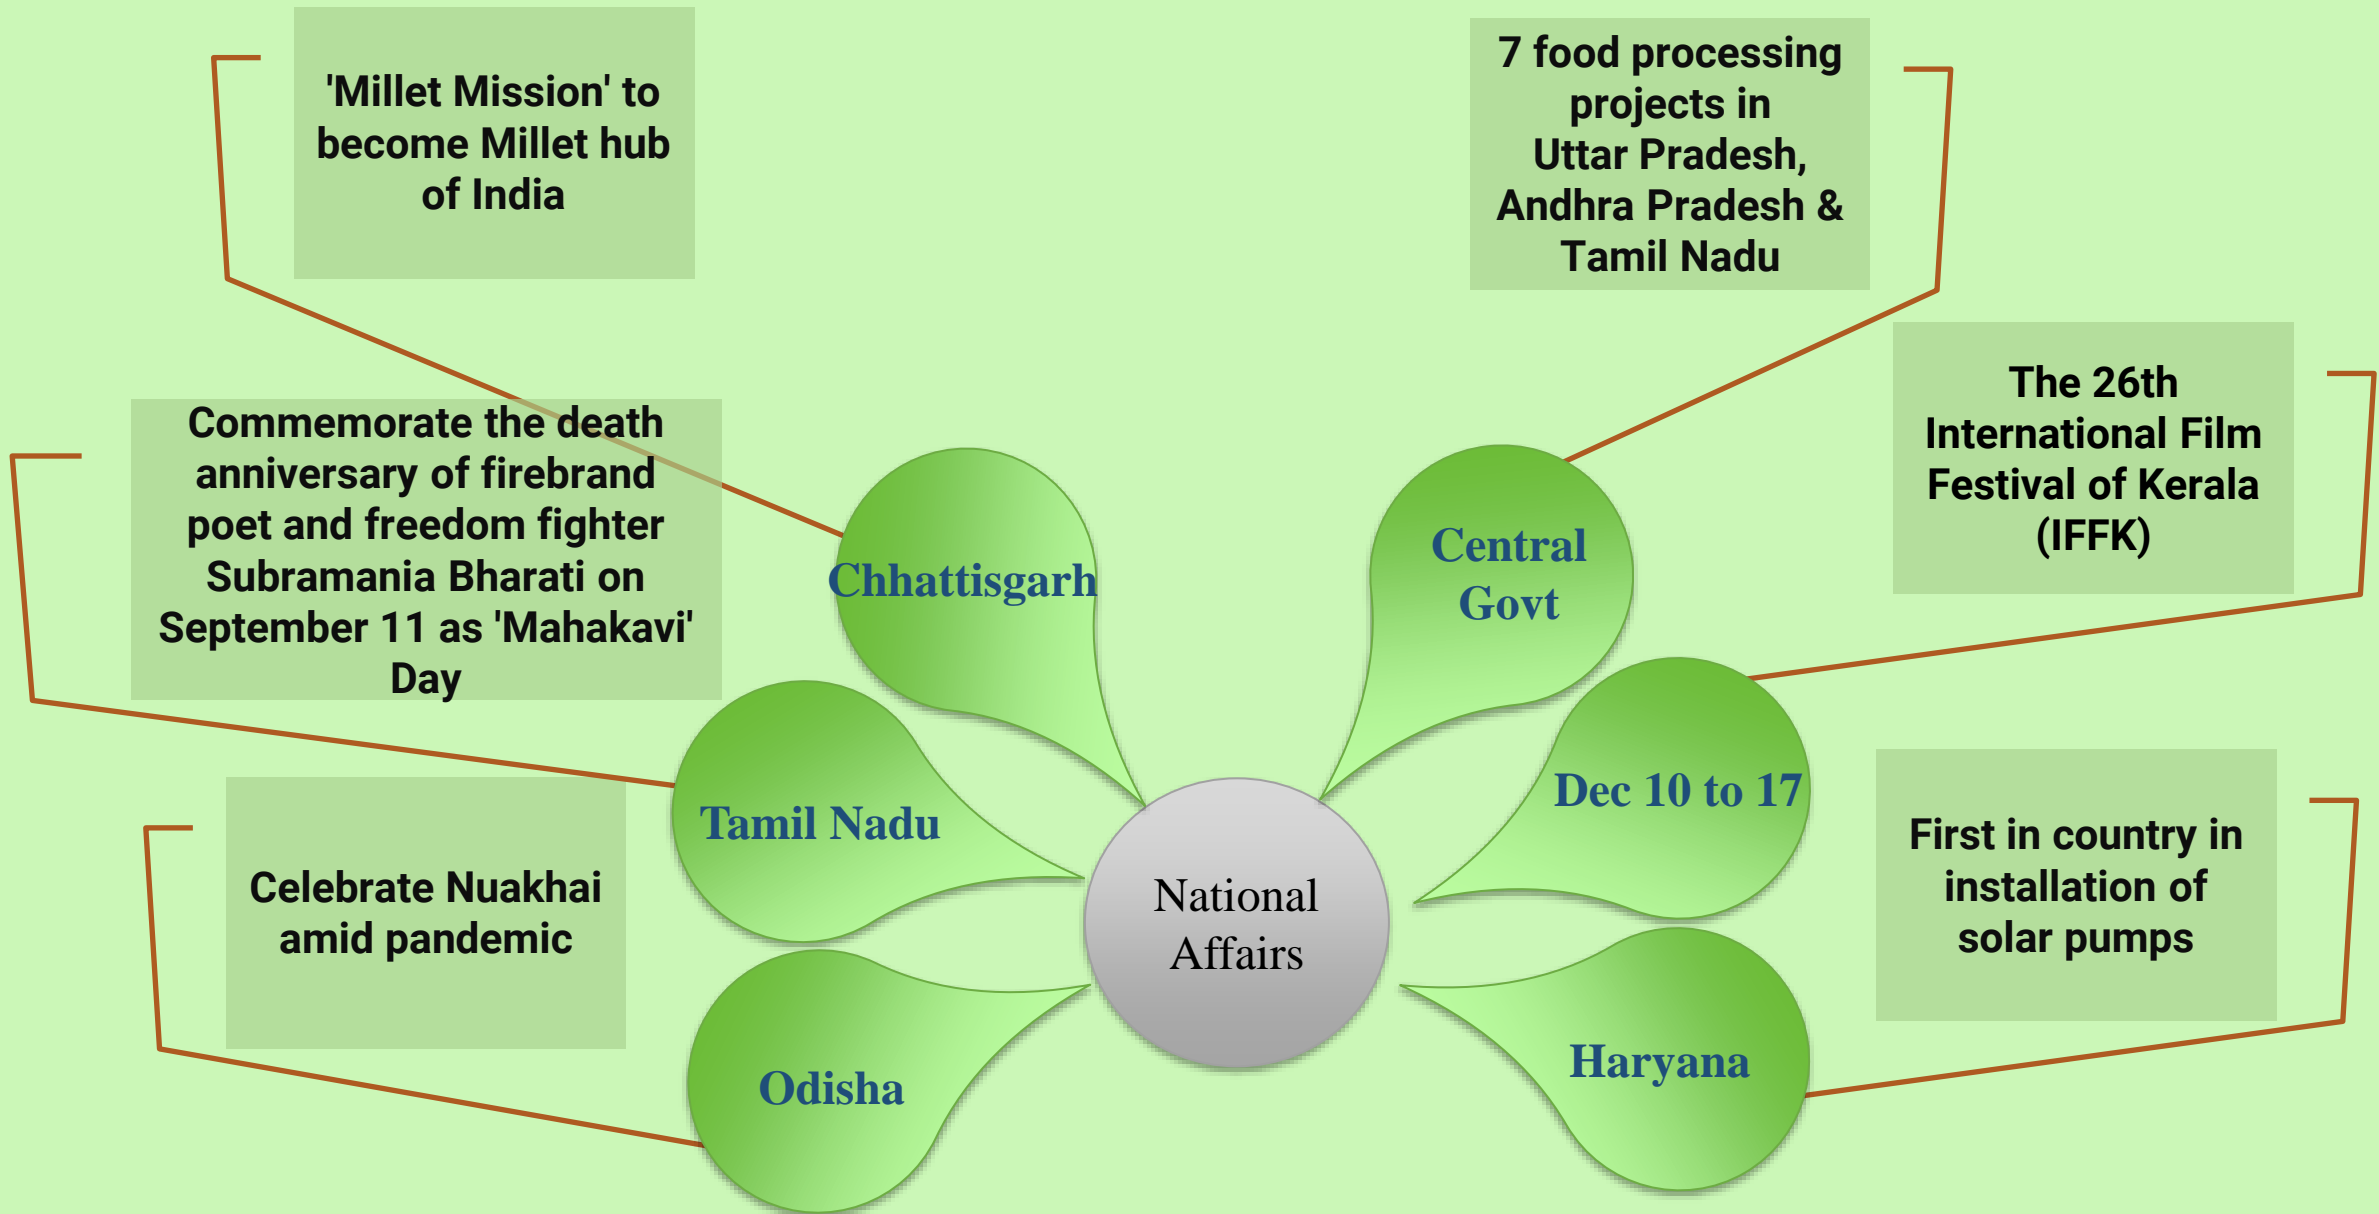 'Millet Mission' to
become Millet hub
of India
7 food processing
projects in
Uttar Pradesh,
Andhra Pradesh &
Tamil Nadu
Commemorate the death
anniversary of firebrand
poet and freedom fighter
Subramania Bharati on
September 11 as 'Mahakavi'
Day
The 26th
International Film
Festival of Kerala
(IFFK)
Chhattisgarh
Central
Govt
Tamil Nadu
Dec 10 to 17
Celebrate Nuakhai
amid pandemic
National
Affairs
First in country in
installation of
solar pumps
Odisha
Haryana